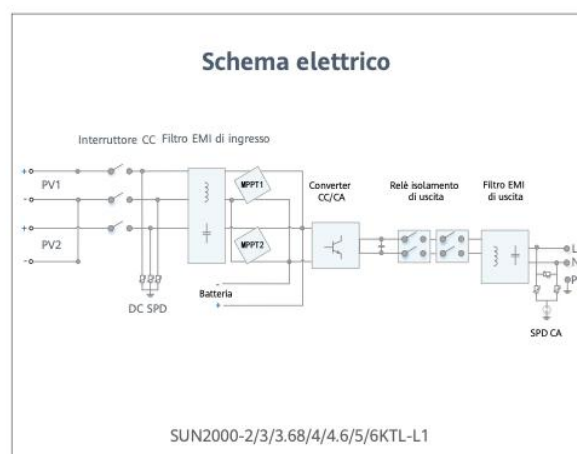 Schema elettrico
Interruttore CC Filtro EMI di ingresso
+
PV1
-
+
PV2
-
MPPT1
MPPT2
Converter
CC/CA
Relè isolamento
di uscita
Filtro EMI
di uscita
L
N
P
-
Batteria
+
DC SPD
SPD CA
SUN2000-2/3/3.68/4/4.6/5/6KTL-L1